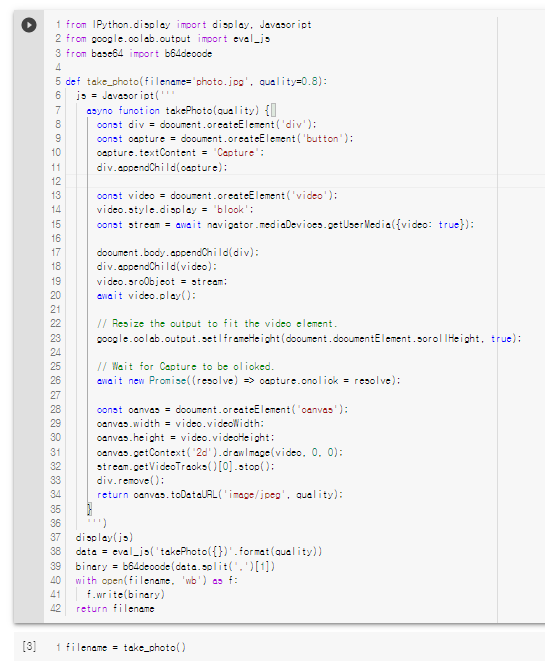 1 from IPython.display import display, Javascript
2 from google.colab.output import eval_js
3 from base64 import b64decode
4
5 def take_photo(filename='photo.jpg', quality=0.8):
6 js = Javascript('''
7 async function takePhoto(quality) {
8 const div = document.createElement('div');
9 const capture = document.createElement('button');
10 capture.textContent = 'Capture';
11 div.appendChild(capture);
12
13 const video = document.createElement('video');
14 video.style.display = 'block';
15 const stream = await navigator.mediaDevices.getUserMedia({video: true});
16
17 document.body.appendChild(div);
18 div.appendChild(video);
19 video.srcObject = stream;
20 await video.play();
21
22 // Resize the output to fit the video element.
23 google.colab.output.setIframeHeight(document.documentElement.scrollHeight, true);
24
25 // Wait for Capture to be clicked.
26 await new Promise((resolve) => capture.onclick = resolve);
27
28 const canvas = document.createElement('canvas');
29 canvas.width = video.videoWidth;
30 canvas.height = video.videoHeight;
31 canvas.getContext('2d').drawImage(video, 0, 0);
32 stream.getVideoTracks()[0].stop();
33 div.remove();
34 return canvas.toDataURL('image/jpeg', quality);
35 }
36 ''')
37 display(js)
38 data = eval_js('takePhoto({})'.format(quality))
39 binary = b64decode(data.split(',')[1])
40 with open(filename, 'wb') as f:
41 f.write(binary)
42 return filename
[3] 1 filename = take_photo()